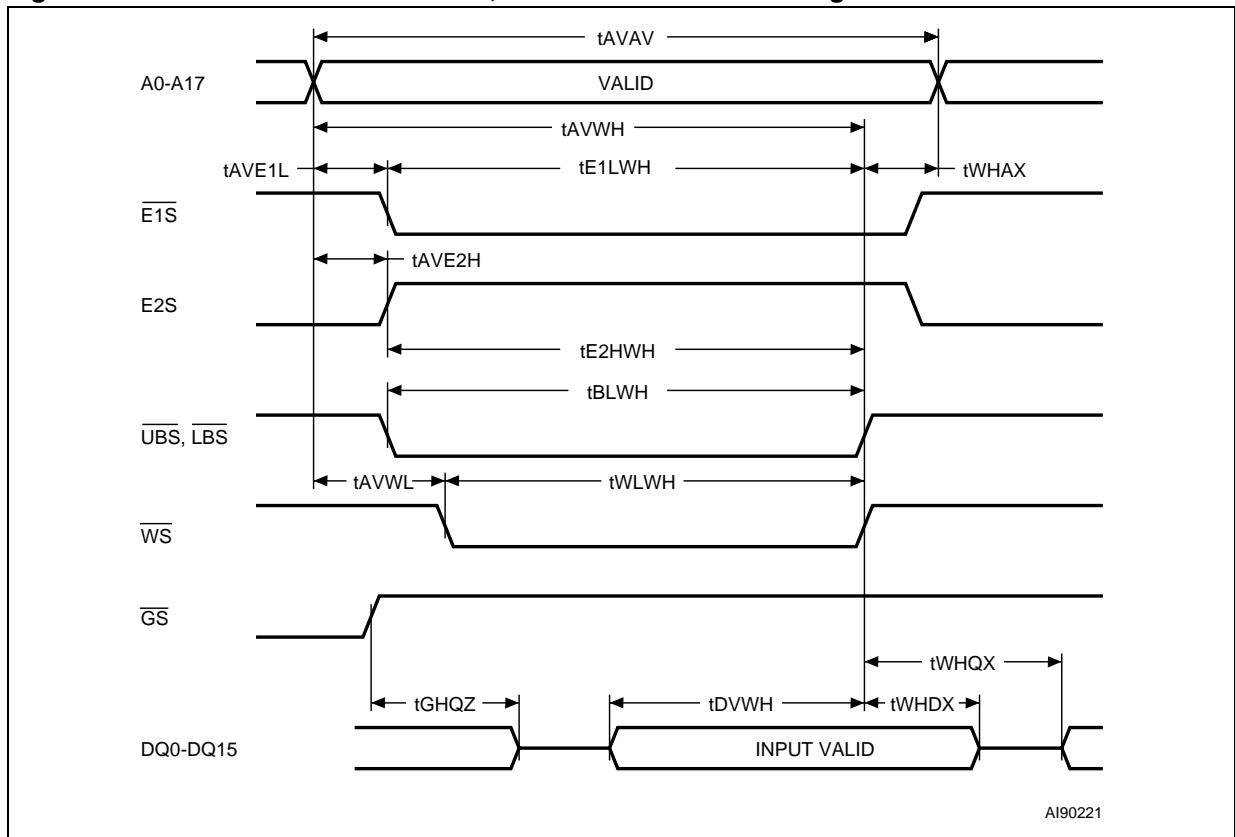 tAVAV
A0-A17
VALID
tAVWH
tAVE1L
tE1LWH
tWHAX
E1S
tAVE2H
E2S
tE2HWH
tBLWH
UBS, LBS
tAVWL
tWLWH
WS
GS
tWHQX
tGHQZ
tDVWH
tWHDX
DQ0-DQ15
INPUT VALID
AI90221